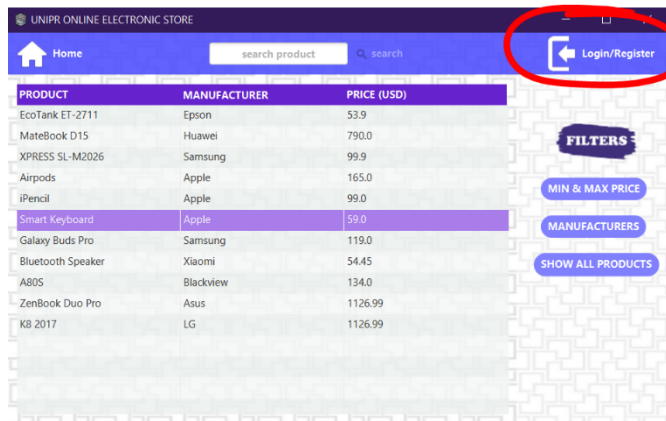 UNIPR ONLINE ELECTRONIC STORE
Home search product search Login/Register
PRODUCT MANUFACTURER PRICE (USD)
EcoTank ET-2711 Epson 53.9
MateBook D15 Huawei 790.0
XPRESS SL-M2026 Samsung 99.9
Airpods Apple 165.0
iPencil Apple 99.0
Smart Keyboard Apple 59.0
Galaxy Buds Pro Samsung 119.0
Bluetooth Speaker Xiaomi 54.45
A80S Blackview 134.0
ZenBook Duo Pro Asus 1126.99
K8 2017 LG 1126.99
FILTERS
MIN & MAX PRICE
MANUFACTURERS
SHOW ALL PRODUCTS